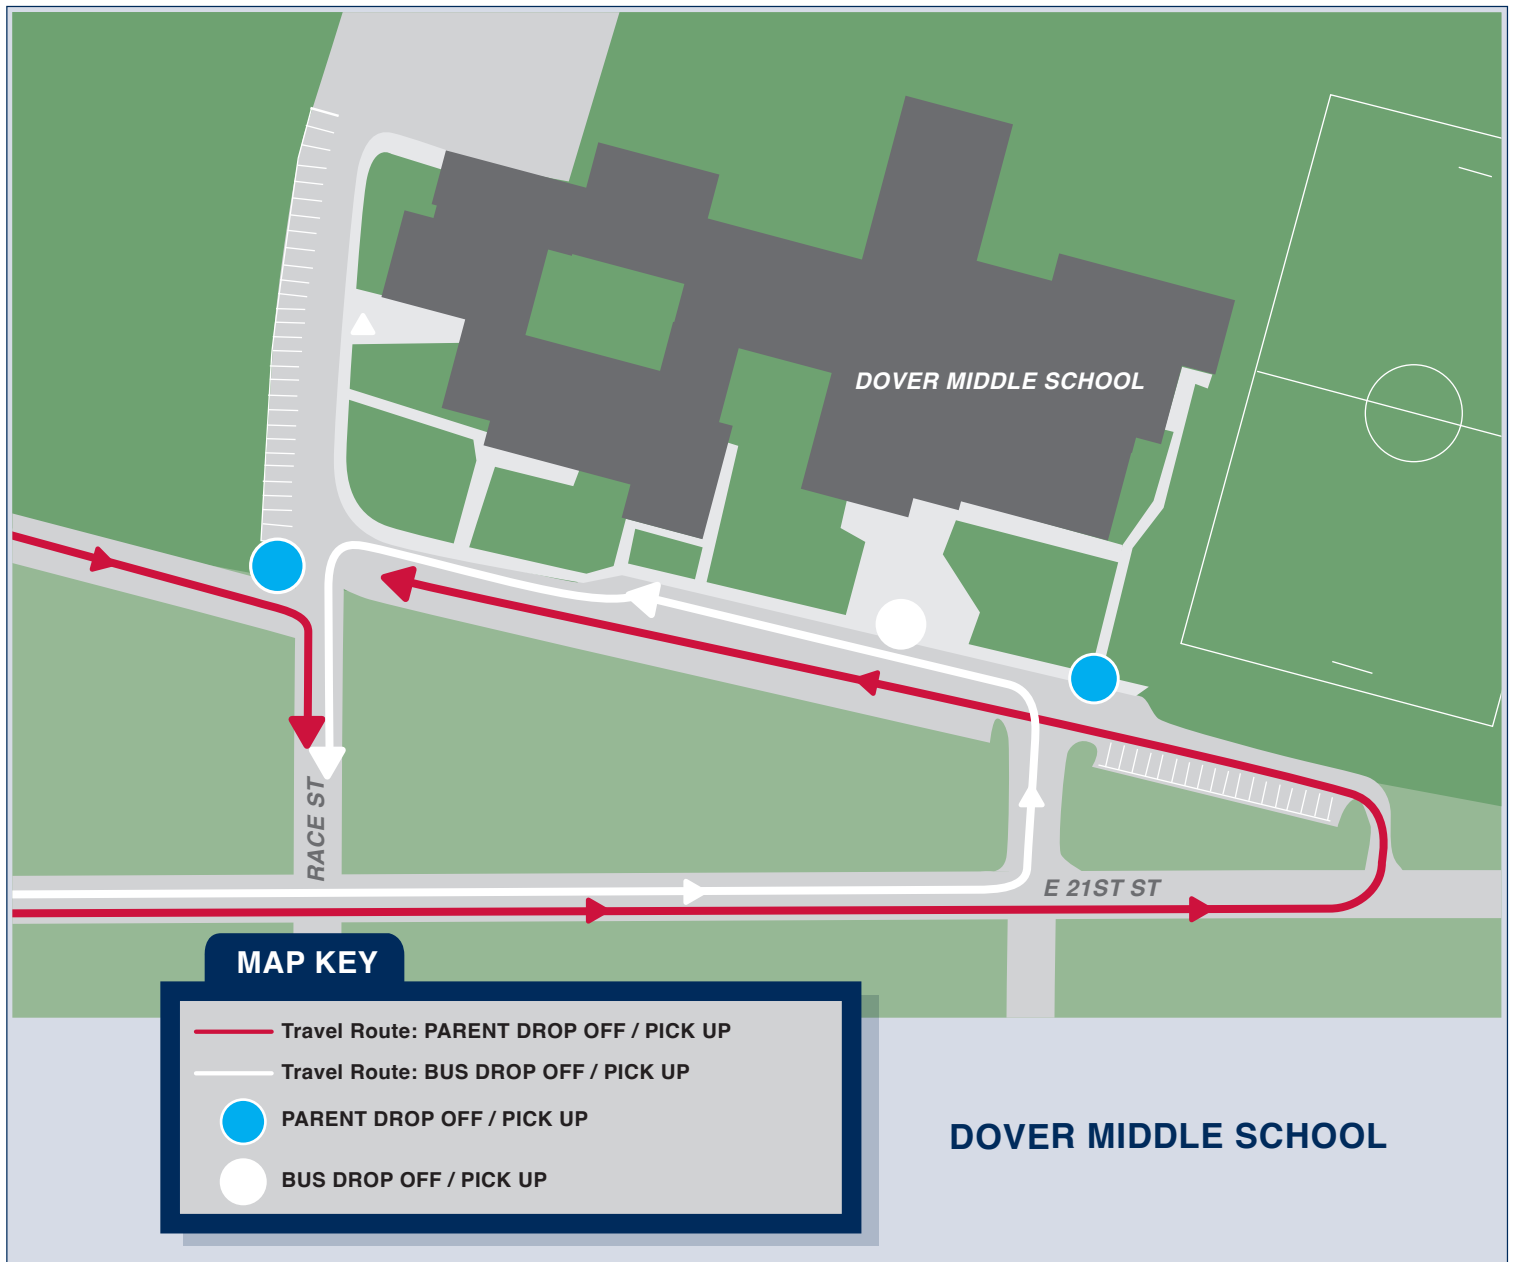 DOVER MIDDLE SCHOOL
RACE ST
E 21ST ST
MAP KEY
Travel Route: PARENT DROP OFF / PICK UP
Travel Route: BUS DROP OFF / PICK UP
PARENT DROP OFF / PICK UP
BUS DROP OFF / PICK UP
DOVER MIDDLE SCHOOL